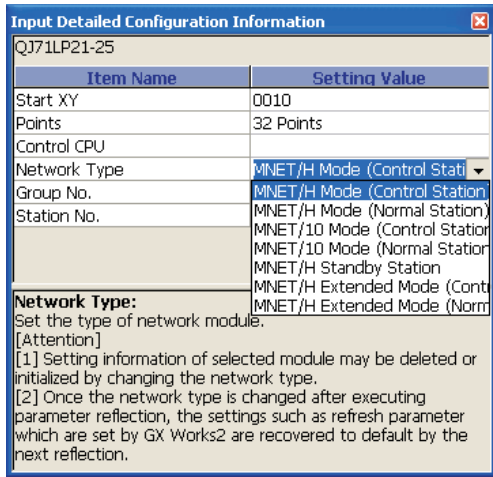 Input Detailed Configuration Information
QJ71LP21-25
Item Name Setting Value
Start XY 0010
Points 32 Points
Control CPU
Network Type MNET/H Mode (Control Stati
Group No. MNET/H Mode (Control Station
Station No. MNET/H Mode (Normal Station)
MNET/10 Mode (Control Station
MNET/10 Mode (Normal Station
MNET/H Standby Station
MNET/H Extended Mode (Contr
MNET/H Extended Mode (Norm
Network Type:
Set the type of network module.
[Attention]
[1] Setting information of selected module may be deleted or
initialized by changing the network type.
[2] Once the network type is changed after executing
parameter reflection, the settings such as refresh parameter
which are set by GX Works2 are recovered to default by the
next reflection.